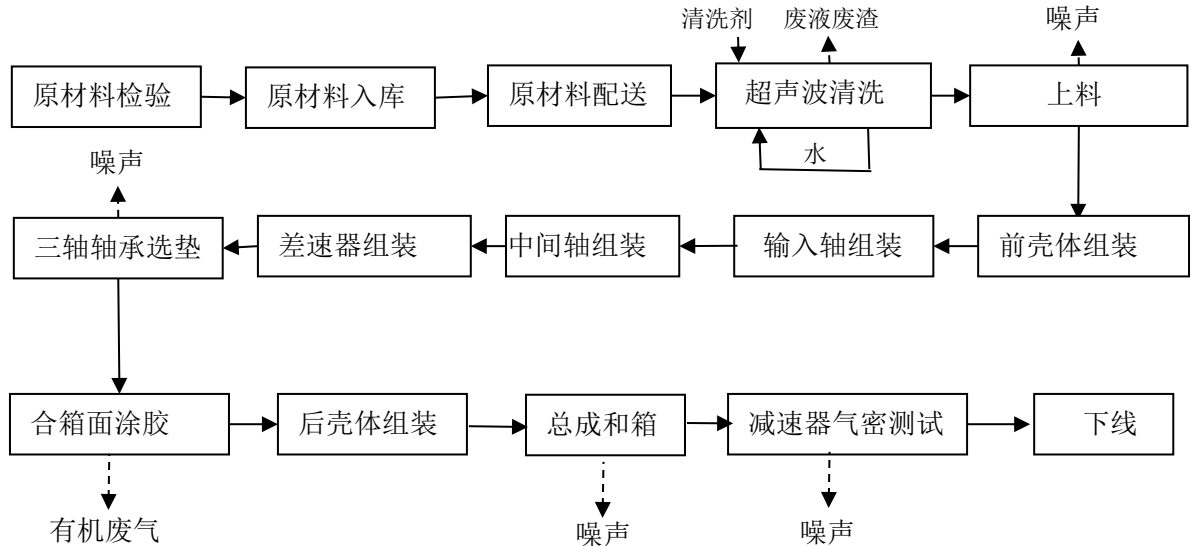 清洗剂 废液废渣 噪声
原材料检验 原材料入库 原材料配送 超声波清洗 上料
水
噪声
三轴轴承选垫 差速器组装 中间轴组装 输入轴组装 前壳体组装
合箱面涂胶 后壳体组装 总成和箱 减速器气密测试 下线
有机废气 噪声 噪声